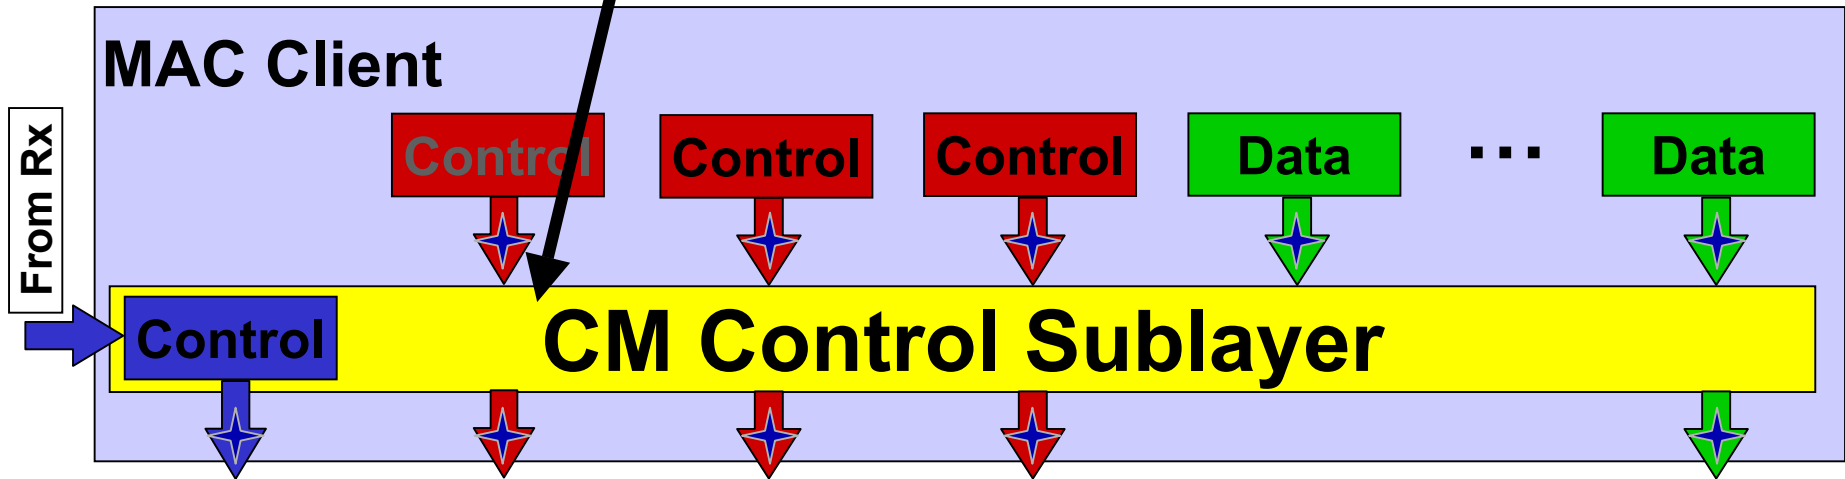 MAC Client
From Rx
Control
Control
Control
Data
...
Data
Control
CM Control Sublayer